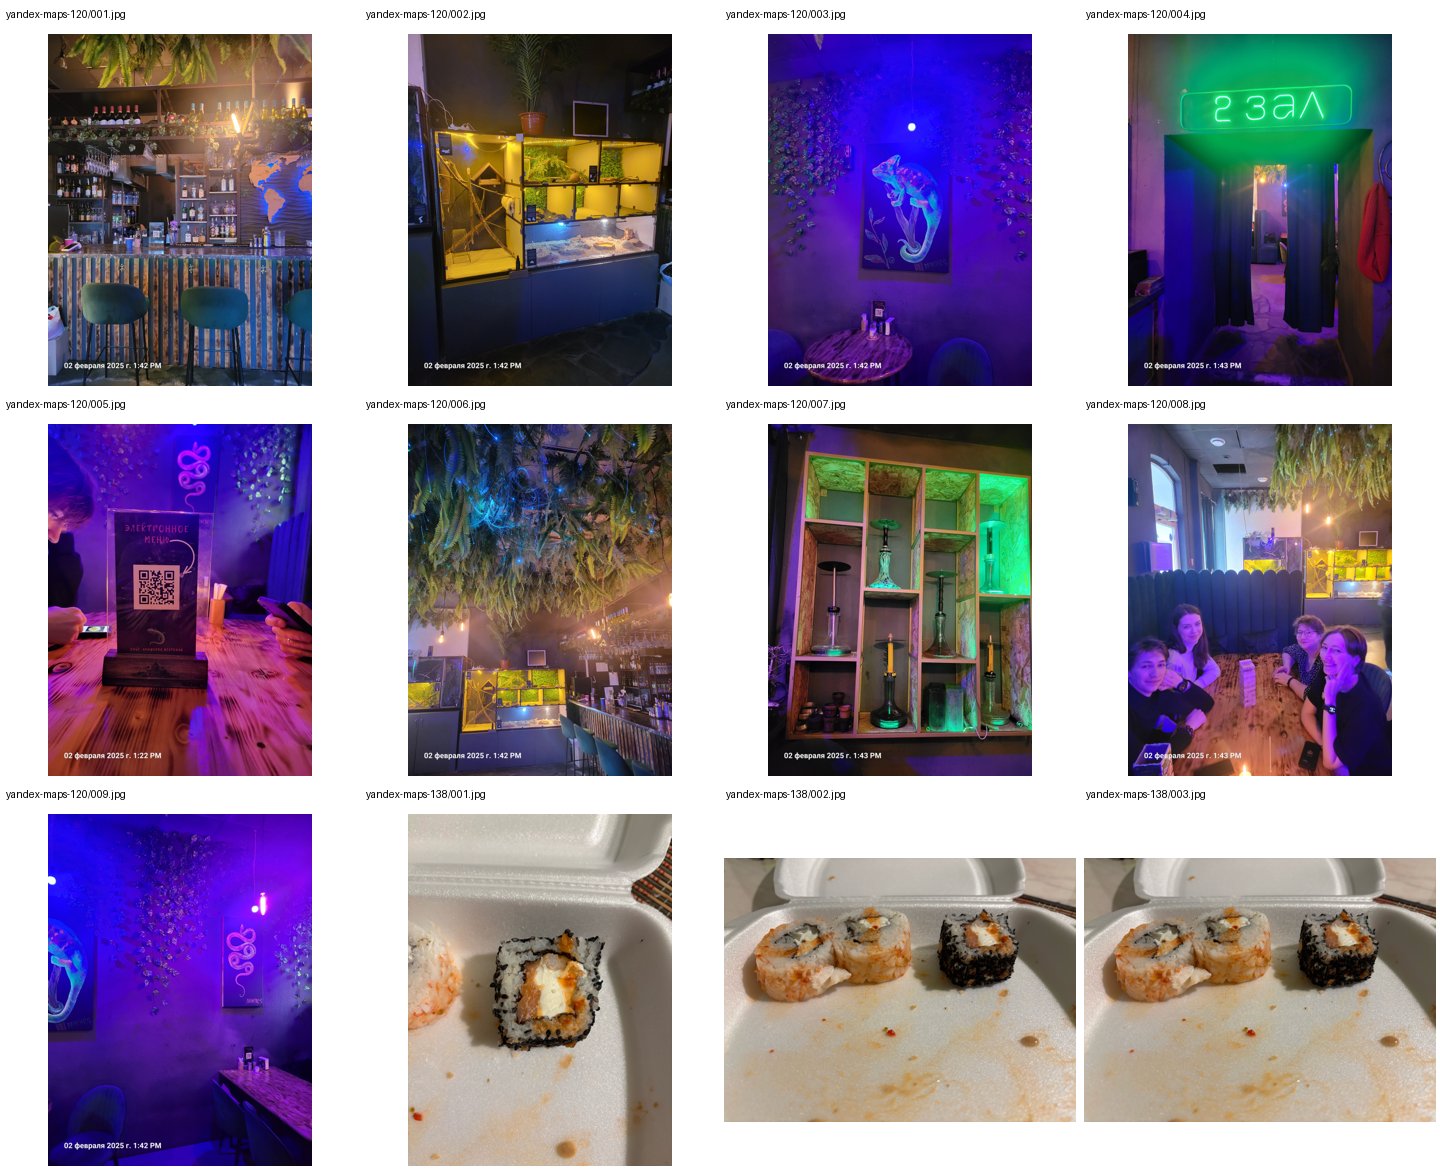 yandex-maps-120/001.jpg
yandex-maps-120/002.jpg
yandex-maps-120/003.jpg
yandex-maps-120/004.jpg
2 зал
02 февраля 2025 г. 1:42 PM
02 февраля 2025 г. 1:42 PM
02 февраля 2025 г. 1:42 PM
02 февраля 2025 г. 1:43 PM
yandex-maps-120/005.jpg
yandex-maps-120/006.jpg
yandex-maps-120/007.jpg
yandex-maps-120/008.jpg
ЭЛЕКТРОННОЕ
МЕНЮ
02 февраля 2025 г. 1:22 PM
02 февраля 2025 г. 1:42 PM
02 февраля 2025 г. 1:43 PM
02 февраля 2025 г. 1:43 PM
yandex-maps-120/009.jpg
yandex-maps-138/001.jpg
yandex-maps-138/002.jpg
yandex-maps-138/003.jpg
02 февраля 2025 г. 1:42 PM